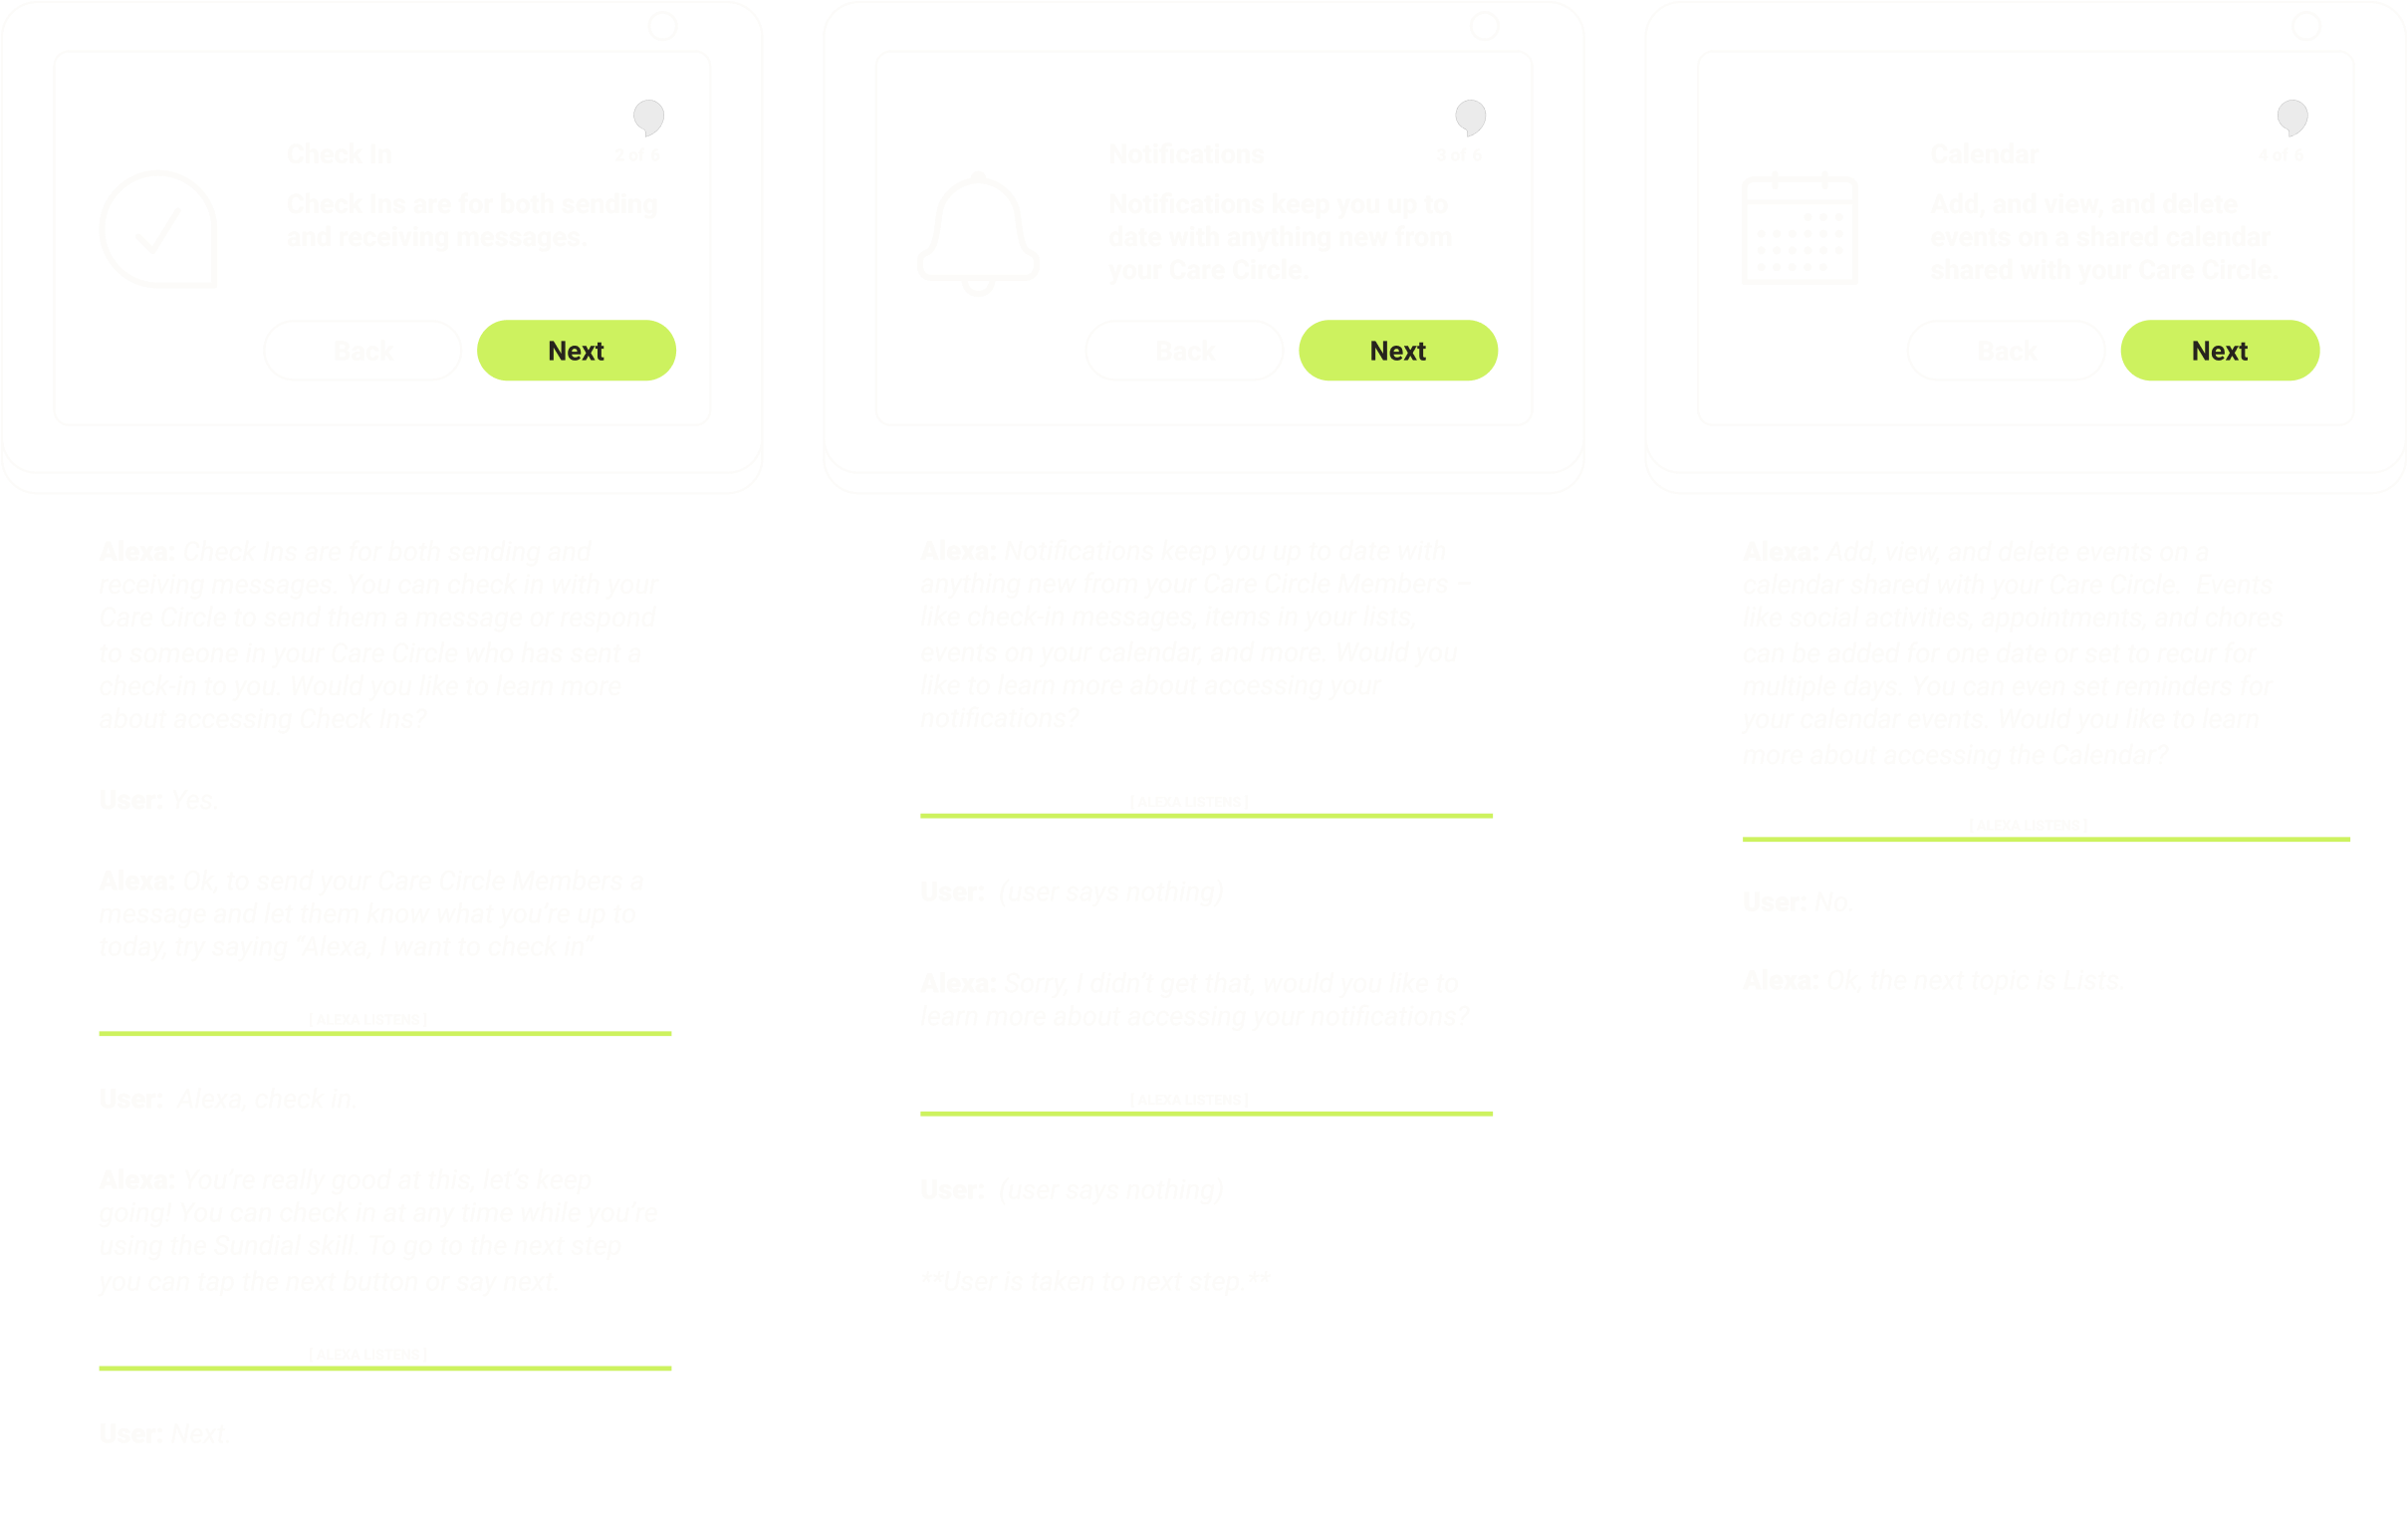 Check In
2 of 6
Check Ins are for both sending
and receiving messages.
Back
Next
Alexa: Check Ins are for both sending and
receiving messages. You can check in with your
Care Circle to send them a message or respond
to someone in your Care Circle who has sent a
check-in to you. Would you like to learn more
about accessing Check Ins?
User: Yes.
Alexa: Ok, to send your Care Circle Members a
message and let them know what you're up to
today, try saying “Alexa, I want to check in”
[ ALEXA LISTENS ]
User: Alexa, check in.
Alexa: You’re really good at this, let’s keep
going! You can check in at any time while you’re
using the Sundial skill. To go to the next step
you can tap the next button or say next.
[ ALEXA LISTENS ]
User: Next.
Notifications
3 of 6
Notifications keep you up to
date with anything new from
your Care Circle.
Back
Next
Alexa: Notifications keep you up to date with
anything new from your Care Circle Members –
like check-In messages, items in your lists,
events on your calendar, and more. Would you
like to learn more about accessing your
notifications?
[ ALEXA LISTENS ]
User: (user says nothing)
Alexa: Sorry, I didn’t get that, would you like to
learn more about accessing your notifications?
[ ALEXA LISTENS ]
User: (user says nothing)
**User is taken to next step.**
Calendar
4 of 6
Add, and view, and delete
events on a shared calendar
shared with your Care Circle.
Back
Next
Alexa: Add, view, and delete events on a
calendar shared with your Care Circle. Events
like social activities, appointments, and chores
can be added for one date or set to recur for
multiple days. You can even set reminders for
your calendar events. Would you like to learn
more about accessing the Calendar?
[ ALEXA LISTENS ]
User: No.
Alexa: Ok, the next topic is Lists.